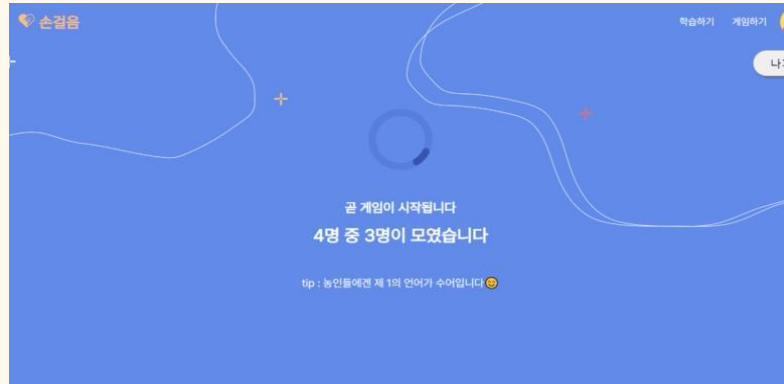 손걸음
학습하기 게임하기
곧 게임이 시작됩니다
4명 중 3명이 모였습니다
tip : 농인들에겐 제 1의 언어가 수어입니다😊